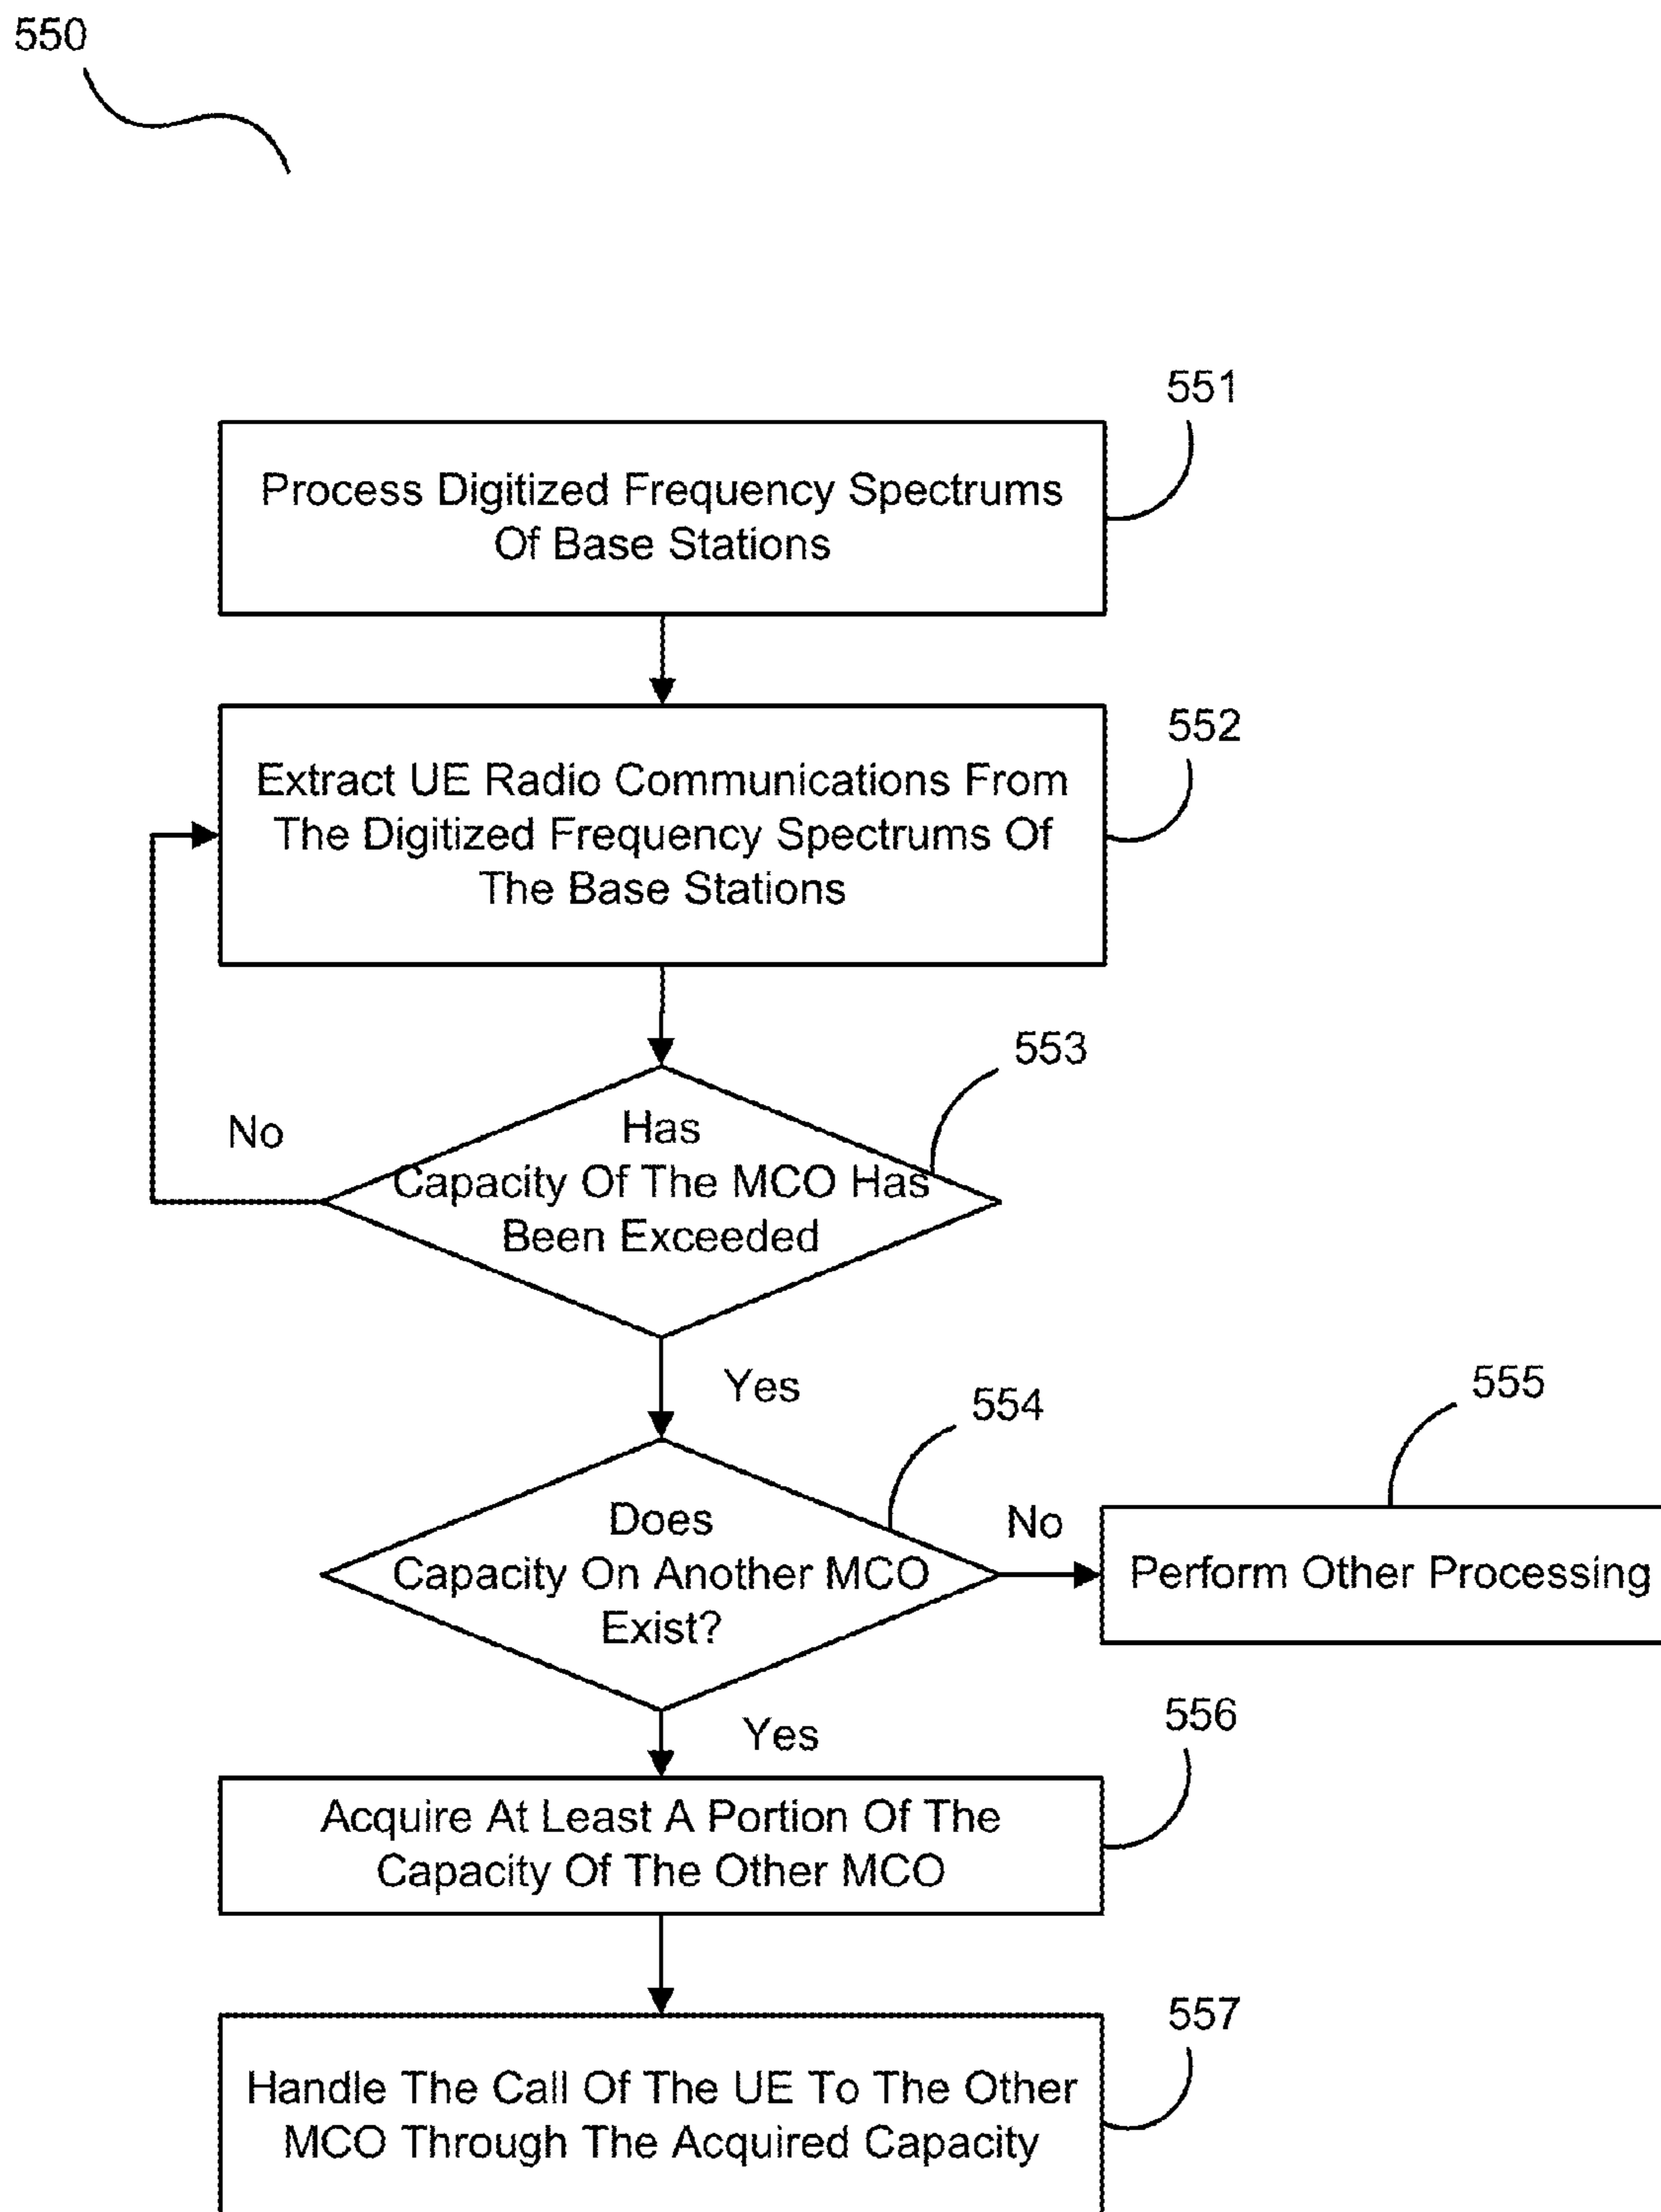 550
551
Process Digitized Frequency Spectrums
Of Base Stations
552
Extract UE Radio Communications From
The Digitized Frequency Spectrums Of
The Base Stations
553
No
Has
Capacity Of The MCO Has
Been Exceeded
Yes
554
555
Does
Capacity On Another MCO
Exist?
No
Perform Other Processing
Yes
556
Acquire At Least A Portion Of The
Capacity Of The Other MCO
557
Handle The Call Of The UE To The Other
MCO Through The Acquired Capacity